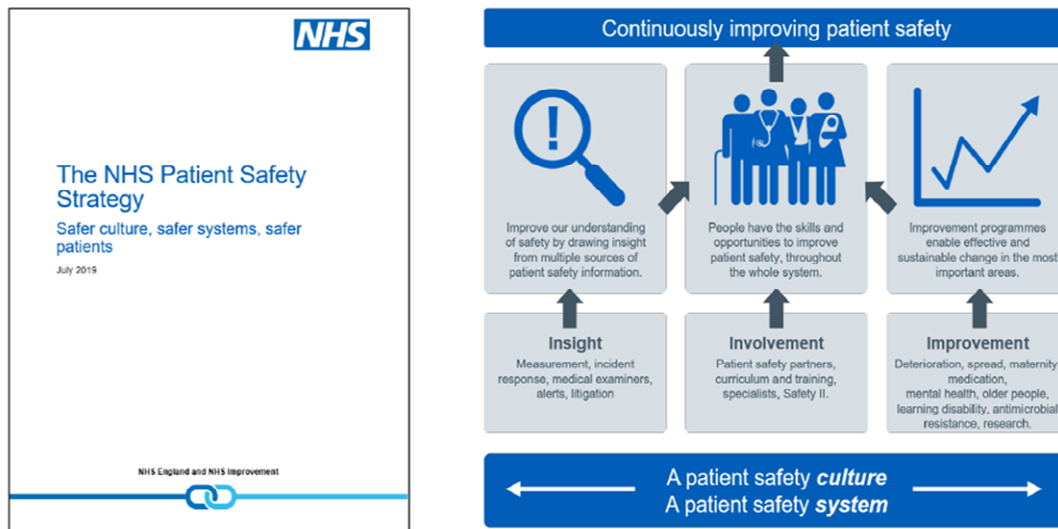 NHS
The NHS Patient Safety
Strategy
Safer culture, safer systems, safer
patients
July 2019
NHS England and NHS Improvement
Continuously improving patient safety
!
Improve our understanding
of safety by drawing insight
from multiple sources of
patient safety information.
People have the skills and
opportunities to improve
patient safety, throughout
the whole system.
Improvement programmes
enable effective and
sustainable change in the most
important areas.
Insight
Measurement, incident
response, medical examiners,
alerts, litigation
Involvement
Patient safety partners,
curriculum and training,
specialists, Safety II.
Improvement
Deterioration, spread, maternity
medication,
mental health, older people,
learning disability, antimicrobial
resistance, research.
A patient safety culture
A patient safety system